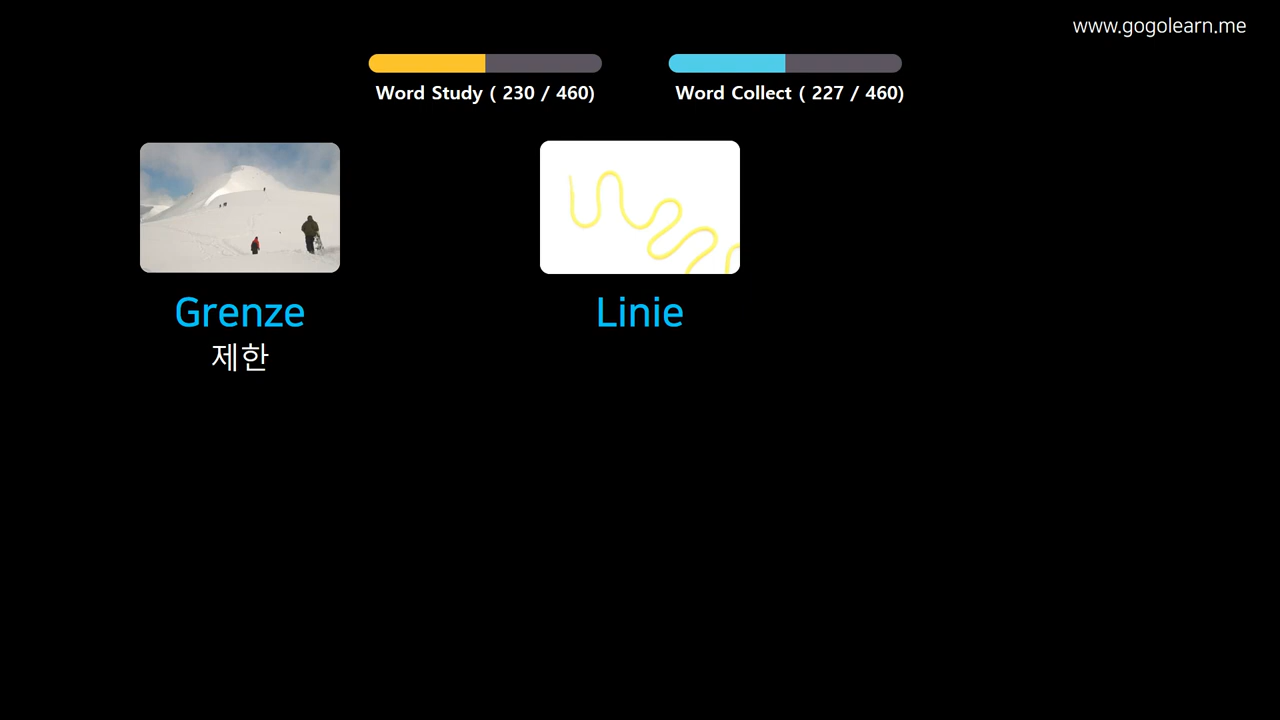 www.gogolearn.me
Word Study ( 230 / 460)
Word Collect ( 227 / 460)
Grenze
제한
Linie